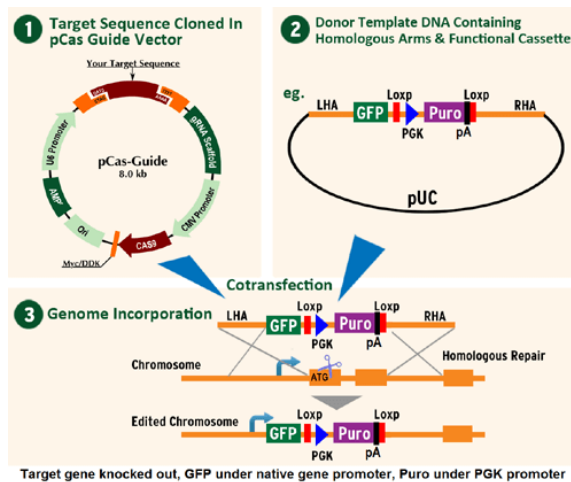 1 Target Sequence Cloned In
pCas Guide Vector
Your Target Sequence
U6 Promoter
gRNA Scaffold
pCas-Guide
8.0 kb
AMP
CMV Promoter
Ori
CAS9
Myc/DDK
2 Donor Template DNA Containing
Homologous Arms & Functional Cassette
eg.
Loxp Loxp
LHA GFP Puro RHA
PGK pA
pUC
Cotransfection
3 Genome Incorporation
LHA Loxp Loxp RHA
GFP Puro
PGK pA
Chromosome Homologous Repair
ATG
Loxp Loxp
Edited Chromosome GFP Puro
PGK pA
Target gene knocked out, GFP under native gene promoter, Puro under PGK promoter